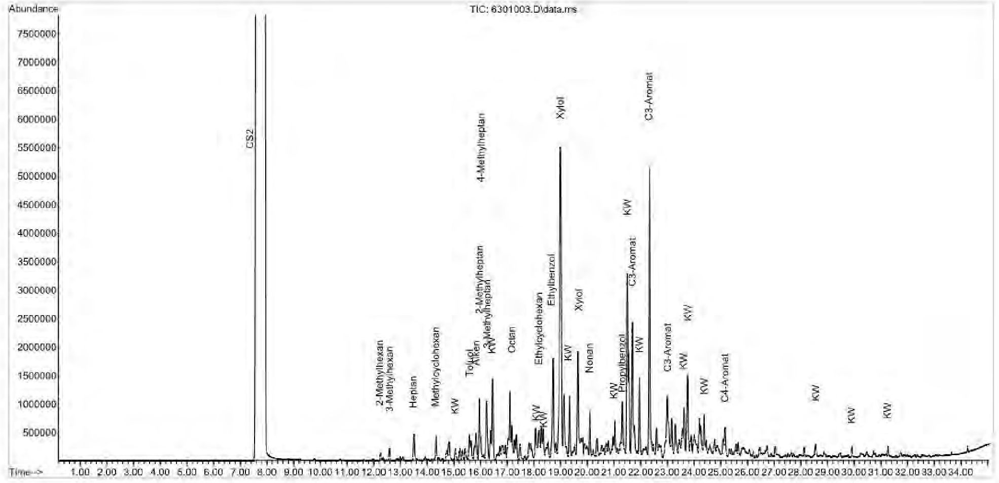 Abundance
TIC: 6301003.D\data.ms
7500000
7000000
6500000
6000000
5500000
5000000
4500000
4000000
3500000
3000000
2500000
2000000
1500000
1000000
500000
CS2
2-Methylhexan
3-Methylhexan
Heptan
Methylcyclohexan
KW
Toluol
Alken
2-Methylheptan
4-Methylheptan
3-Methylheptan
KW
Octan
KW
Ethylcyclohexan
KW
Ethylbenzol
Xylol
KW
Xylol
Nonan
KW
Propylbenzol
KW
C3-Aromat
KW
C3-Aromat
C3-Aromat
KW
KW
KW
C4-Aromat
KW
KW
KW
Time-->
1.00 2.00 3.00 4.00 5.00 6.00 7.00 8.00 9.00 10.00 11.00 12.00 13.00 14.00 15.00 16.00 17.00 18.00 19.00 20.00 21.00 22.00 23.00 24.00 25.00 26.00 27.00 28.00 29.00 30.00 31.00 32.00 33.00 34.00